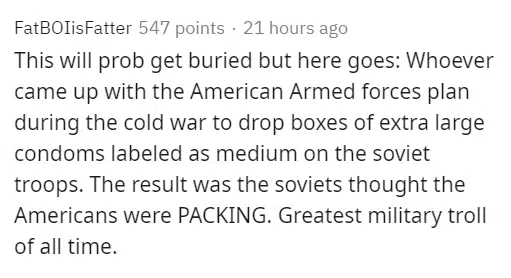 FatBOIisFatter 547 points · 21 hours ago
This will prob get buried but here goes: Whoever
came up with the American Armed forces plan
during the cold war to drop boxes of extra large
condoms labeled as medium on the soviet
troops. The result was the soviets thought the
Americans were PACKING. Greatest military troll
of all time.